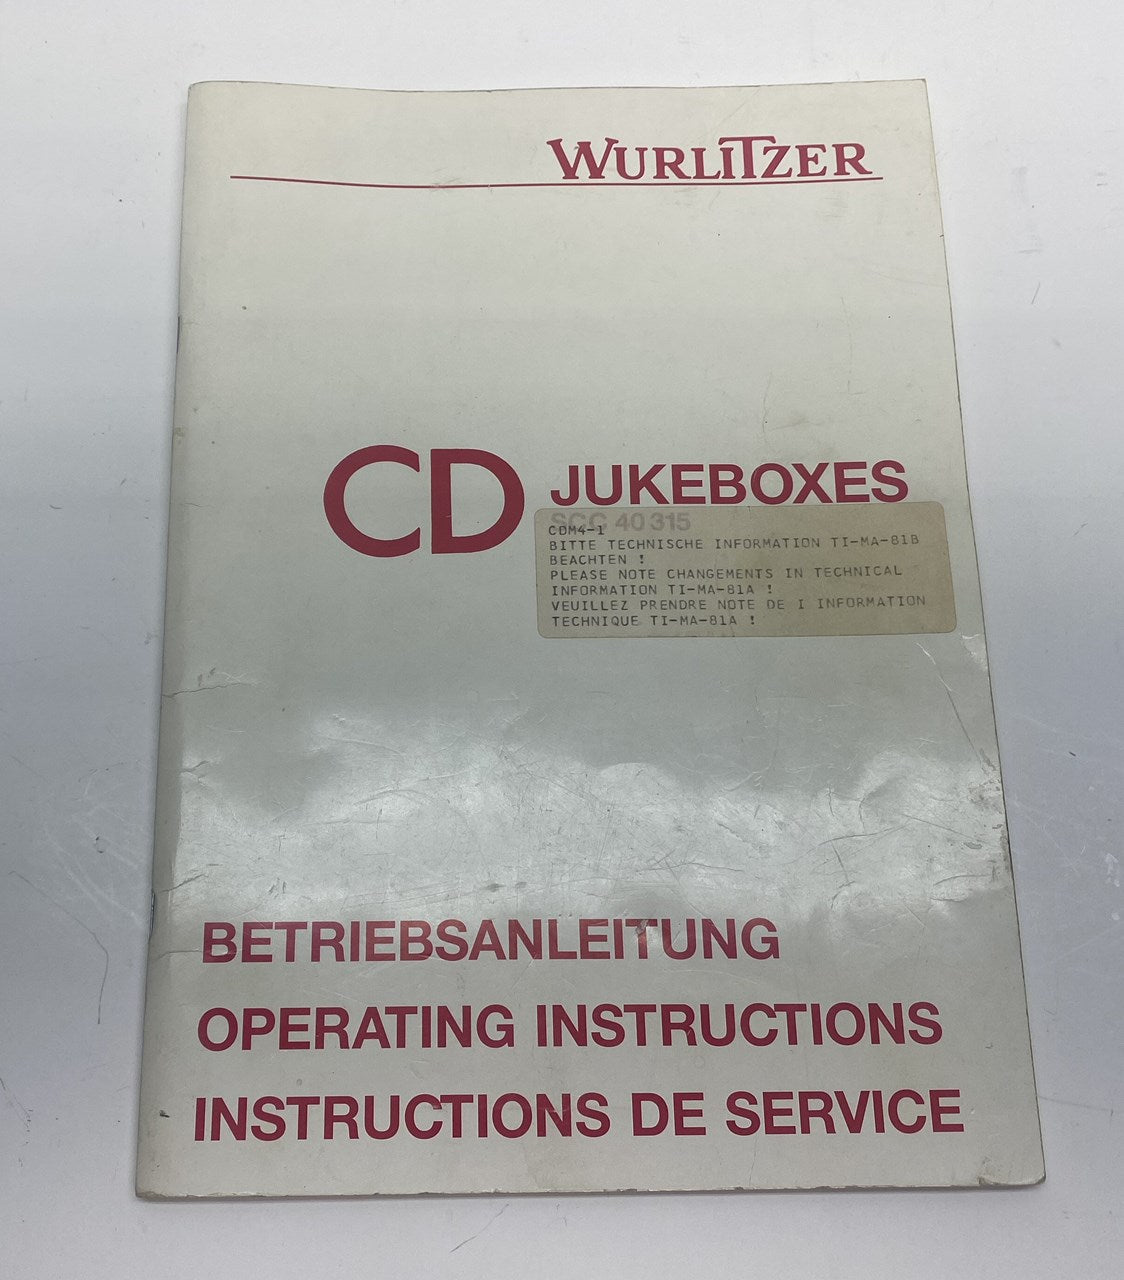 WURLITZER
CD JUKEBOXES
40 315
CDM4-1
BITTE TECHNISCHE INFORMATION TI-MA-81B
BEACHTEN !
PLEASE NOTE CHANGEMENTS IN TECHNICAL
INFORMATION TI-MA-81A !
VEUILLEZ PRENDRE NOTE DE I INFORMATION
TECHNIQUE TI-MA-81A !
BETRIEBSANLEITUNG
OPERATING INSTRUCTIONS
INSTRUCTIONS DE SERVICE